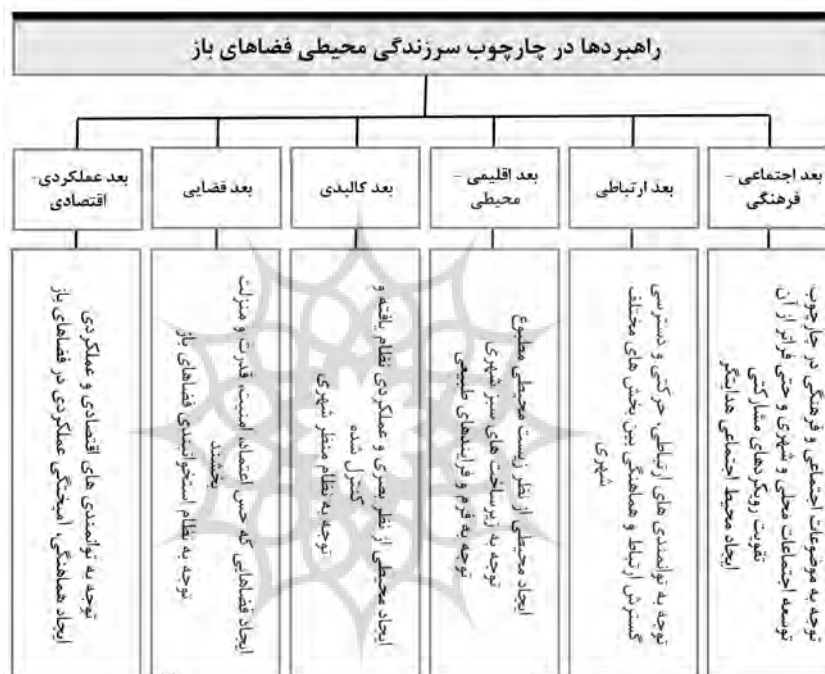 راهبردها در چارچوب سرزندگی محیطی فضاهای باز
بعد اجتماعی –
فرهنگی
بعد ارتباطی
بعد اقلیمی –
محیطی
بعد کالبدی
بعد فضایی
بعد عملکردی-
اقتصادی
توجه به موضوعات اجتماعی و فرهنگی در چارچوب
توسعه اجتماعات محلی و شهری و حتی فراتر از آن
تقویت رویکردهای مشارکتی
ایجاد محیط اجتماعی هدایتگر
توجه به توانمندی های ارتباطی، حرکتی و دسترسی
گسترش ارتباط و هماهنگی بین بخش های مختلف
شهری
ایجاد محیطی از نظر زیست محیطی مطبوع
توجه به زیرساخت های سبز شهری
توجه به فرم و فرایندهای طبیعی
ایجاد محیطی از نظر بصری و عملکردی نظام یافته و
کنترل شده
توجه به نظام منظر شهری
ایجاد فضاهایی که حس اعتماد، امنیت، قدرت و منزلت
بخشند
توجه به نظام استخوانبندی فضاهای باز
توجه به توانمندی های اقتصادی و عملکردی
ایجاد هماهنگی، آمیختگی عملکردی در فضاهای باز